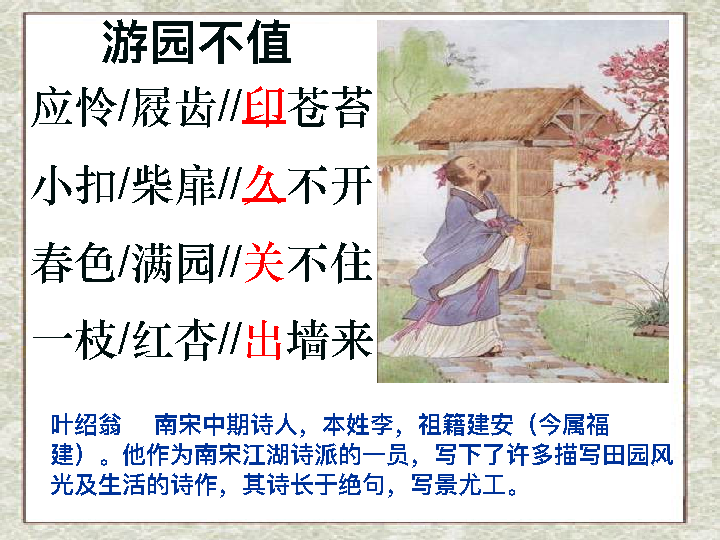 游园不值
应怜/屐齿//印苍苔
小扣/柴扉//久不开
春色/满园//关不住
一枝/红杏//出墙来
叶绍翁 南宋中期诗人，本姓李，祖籍建安（今属福
建）。他作为南宋江湖诗派的一员，写下了许多描写田园风
光及生活的诗作，其诗长于绝句，写景尤工。